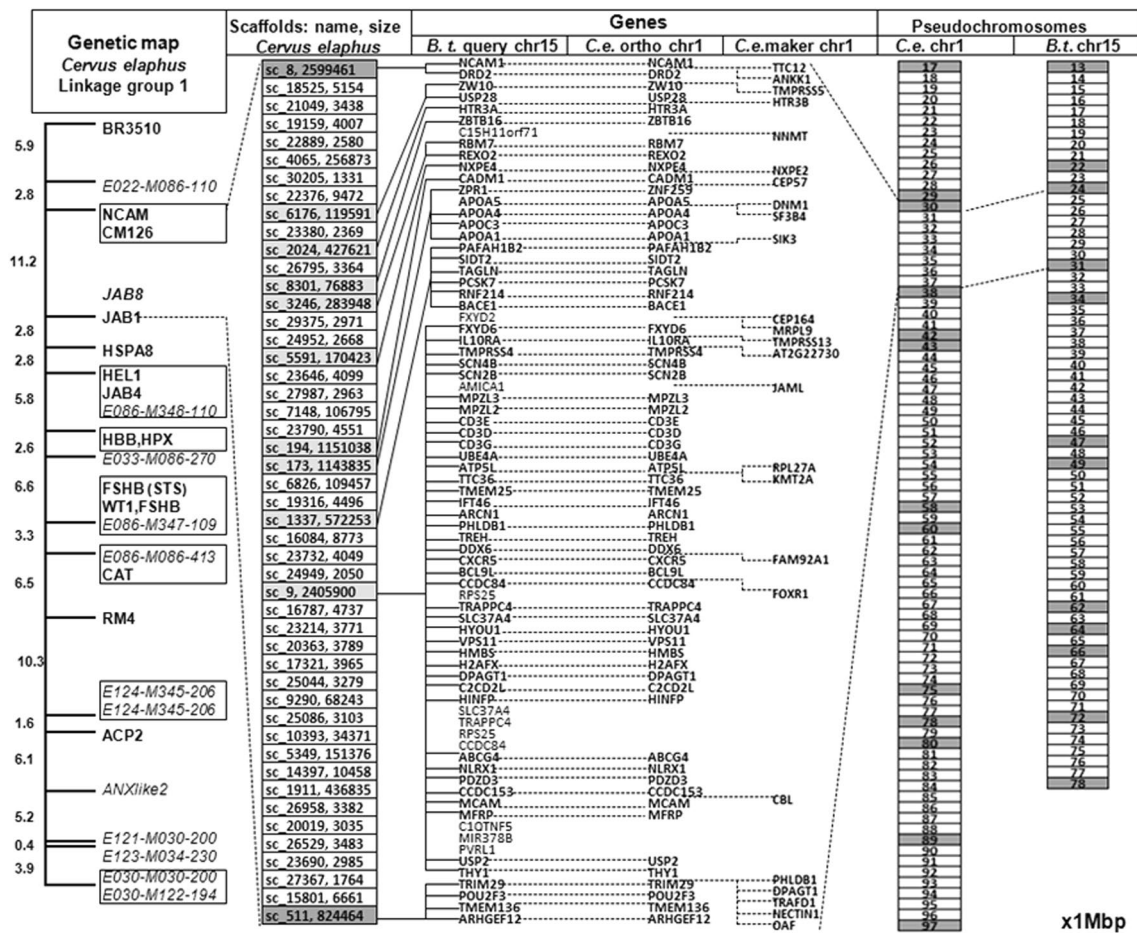 Genetic map
Cervus elaphus
Linkage group 1
Scaffolds: name, size
Cervus elaphus
Genes
B. t. query chr15
C.e. ortho chr1
C.e.maker chr1
Pseudochromosomes
C.e. chr1
B.t. chr15
BR3510
5.9
E022-M086-110
2.8
NCAM
CM126
11.2
JAB8
JAB1
2.8
HSPA8
2.8
HEL1
JAB4
E086-M348-110
5.8
HBB,HPX
2.6
E033-M086-270
6.6
FSHB (STS)
WT1,FSHB
E086-M347-109
3.3
E086-M086-413
CAT
6.5
RM4
10.3
E124-M345-206
E124-M345-206
1.6
ACP2
6.1
ANXlike2
5.2
E121-M030-200
0.4
E123-M034-230
3.9
E030-M030-200
E030-M122-194
sc_8, 2599461
sc_18525, 5154
sc_21049, 3438
sc_19159, 4007
sc_22889, 2580
sc_4065, 256873
sc_30205, 1331
sc_22376, 9472
sc_6176, 119591
sc_23380, 2369
sc_2024, 427621
sc_26795, 3364
sc_8301, 76883
sc_3246, 283948
sc_29375, 2971
sc_24952, 2668
sc_5591, 170423
sc_23646, 4099
sc_27987, 2963
sc_7148, 106795
sc_23790, 4551
sc_194, 1151038
sc_173, 1143835
sc_6826, 109457
sc_19316, 4496
sc_1337, 572253
sc_16084, 8773
sc_23732, 4049
sc_24949, 2050
sc_9, 2405900
sc_16787, 4737
sc_23214, 3771
sc_20363, 3789
sc_17321, 3965
sc_25044, 3279
sc_9290, 68243
sc_25086, 3103
sc_10393, 34371
sc_5349, 151376
sc_14397, 10458
sc_1911, 436835
sc_26958, 3382
sc_20019, 3035
sc_26529, 3483
sc_23690, 2985
sc_27367, 1764
sc_15801, 6661
sc_511, 824464
NCAM1
DRD2
ZW10
USP28
HTR3A
ZBTB16
C15H11orf71
RBM7
REXO2
NXPE4
CADM1
ZPR1
APOA5
APOA4
APOC3
APOA1
PAFAH1B2
SIDT2
TAGLN
PCSK7
RNF214
BACE1
FXYD2
FXYD6
IL10RA
TMPRSS4
SCN4B
SCN2B
AMICA1
MPZL3
MPZL2
CD3E
CD3D
CD3G
UBE4A
ATP5L
TTC36
TMEM25
IFT46
ARCN1
PHLDB1
TREH
DDX6
CXCR5
BCL9L
CCDC84
RPS25
TRAPPC4
SLC37A4
HYOU1
VPS11
HMBS
H2AFX
DPAGT1
C2CD2L
HINFP
SLC37A4
TRAPPC4
RPS25
CCDC84
ABCG4
NLRX1
PDZD3
CCDC153
MCAM
MFRP
C1QTNF5
MIR378B
PVRL1
USP2
THY1
TRIM29
POU2F3
TMEM136
ARHGEF12
NCAM1
DRD2
ZW10
USP28
HTR3A
ZBTB16
RBM7
REXO2
NXPE4
CADM1
ZNF259
APOA5
APOA4
APOC3
APOA1
PAFAH1B2
SIDT2
TAGLN
PCSK7
RNF214
BACE1
FXYD6
IL10RA
TMPRSS4
SCN4B
SCN2B
MPZL3
MPZL2
CD3E
CD3D
CD3G
UBE4A
ATP5L
TTC36
TMEM25
IFT46
ARCN1
PHLDB1
TREH
DDX6
CXCR5
BCL9L
CCDC84
TRAPPC4
SLC37A4
HYOU1
VPS11
HMBS
H2AFX
DPAGT1
C2CD2L
HINFP
ABCG4
NLRX1
PDZD3
CCDC153
MCAM
MFRP
USP2
THY1
TRIM29
POU2F3
TMEM136
ARHGEF12
TTC12
ANKK1
TMPRSS5
HTR3B
NNMT
NXPE2
CEP57
DNM1
SF3B4
SIK3
CEP164
MRPL9
TMPRSS13
AT2G22730
JAML
RPL27A
KMT2A
FAM92A1
FOXR1
CBL
PHLDB1
DPAGT1
TRAFD1
NECTIN1
OAF
17
18
19
20
21
22
23
24
25
26
27
28
29
30
31
32
33
34
35
36
37
38
39
40
41
42
43
44
45
46
47
48
49
50
51
52
53
54
55
56
57
58
59
60
61
62
63
64
65
66
67
68
69
70
71
72
73
74
75
76
77
78
79
80
81
82
83
84
85
86
87
88
89
90
91
92
93
94
95
96
97
13
14
15
16
17
18
19
20
21
22
23
24
25
26
27
28
29
30
31
32
33
34
35
36
37
38
39
40
41
42
43
44
45
46
47
48
49
50
51
52
53
54
55
56
57
58
59
60
61
62
63
64
65
66
67
68
69
70
71
72
73
74
75
76
77
78
x1Mbp